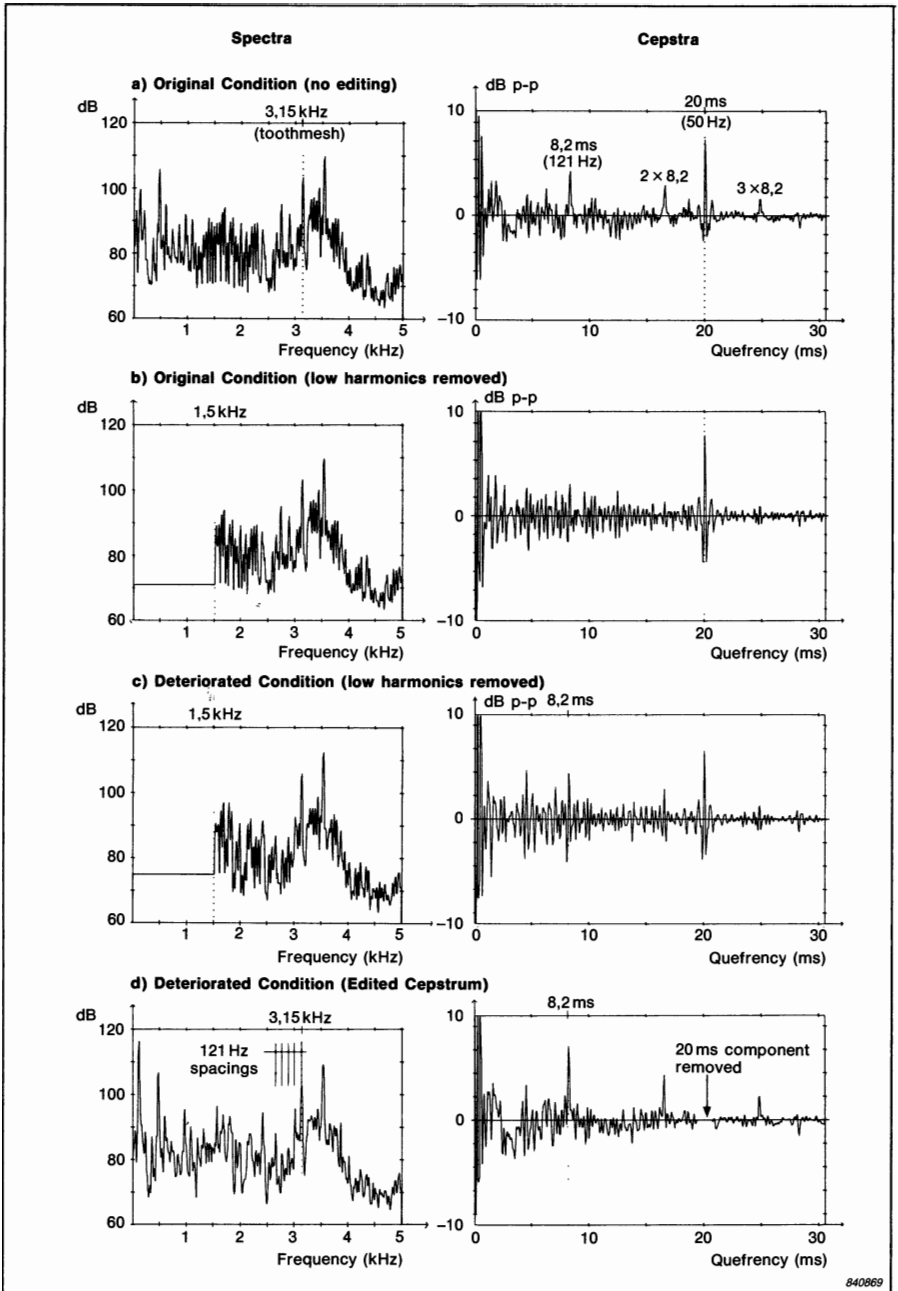 Spectra
Cepstra
a) Original Condition (no editing)
dB
3,15 kHz
(toothmesh)
120
100
80
60
1 2 3 4 5
Frequency (kHz)
dB p-p
10
0
−10
8,2 ms
(121 Hz)
2 × 8,2
20 ms
(50 Hz)
3 × 8,2
0 10 20 30
Quefrency (ms)
b) Original Condition (low harmonics removed)
dB
1,5 kHz
120
100
80
60
1 2 3 4 5
Frequency (kHz)
dB p-p
10
0
−10
0 10 20 30
Quefrency (ms)
c) Deteriorated Condition (low harmonics removed)
dB
1,5 kHz
120
100
80
60
1 2 3 4 5
Frequency (kHz)
dB p-p 8,2 ms
10
0
−10
0 10 20 30
Quefrency (ms)
d) Deteriorated Condition (Edited Cepstrum)
dB
3,15 kHz
120
121 Hz
spacings
100
80
60
1 2 3 4 5
Frequency (kHz)
8,2 ms
10
20 ms component
removed
0
−10
0 10 20 30
Quefrency (ms)
840869